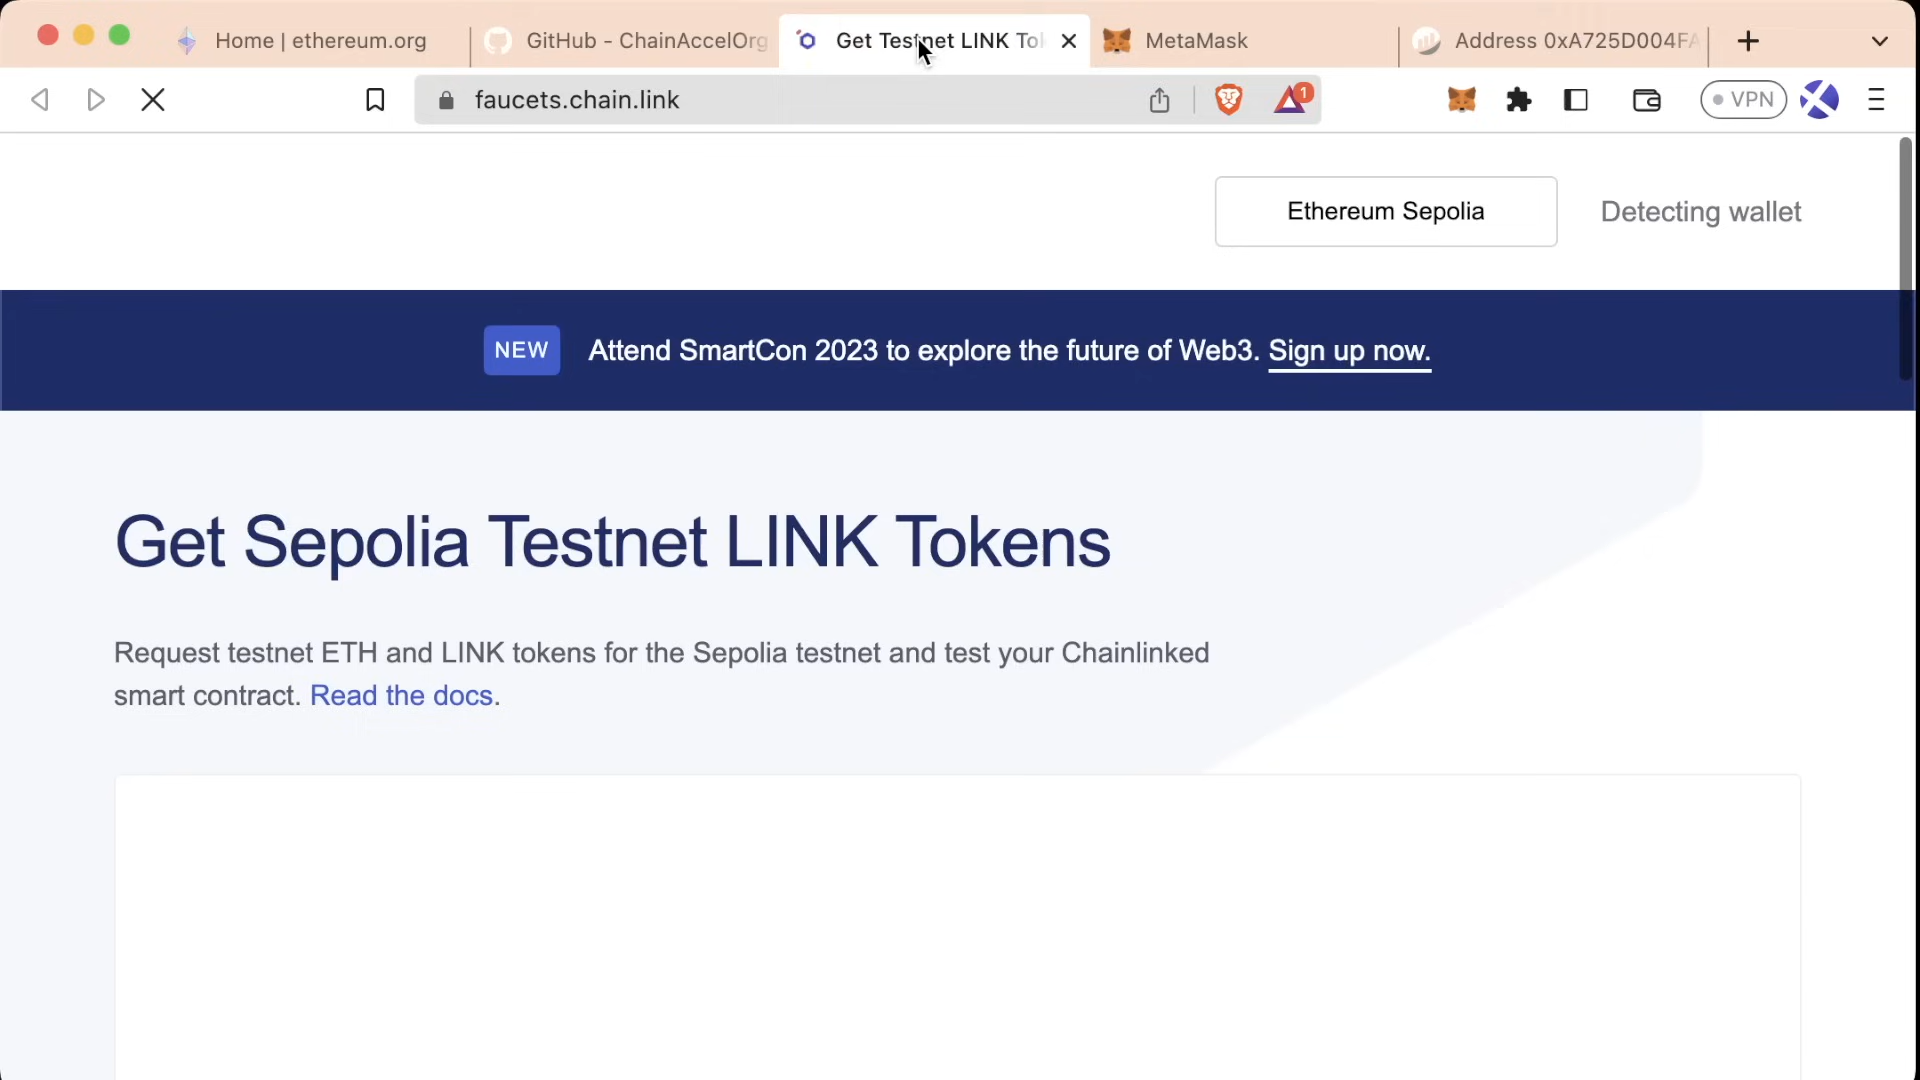 Home | ethereum.org
GitHub - ChainAccelOrg
Get Testnet LINK Tok
MetaMask
Address 0xA725D004FA
faucets.chain.link
1
VPN
Ethereum Sepolia
Detecting wallet
NEW
Attend SmartCon 2023 to explore the future of Web3. Sign up now.
Get Sepolia Testnet LINK Tokens
Request testnet ETH and LINK tokens for the Sepolia testnet and test your Chainlinked
smart contract. Read the docs.